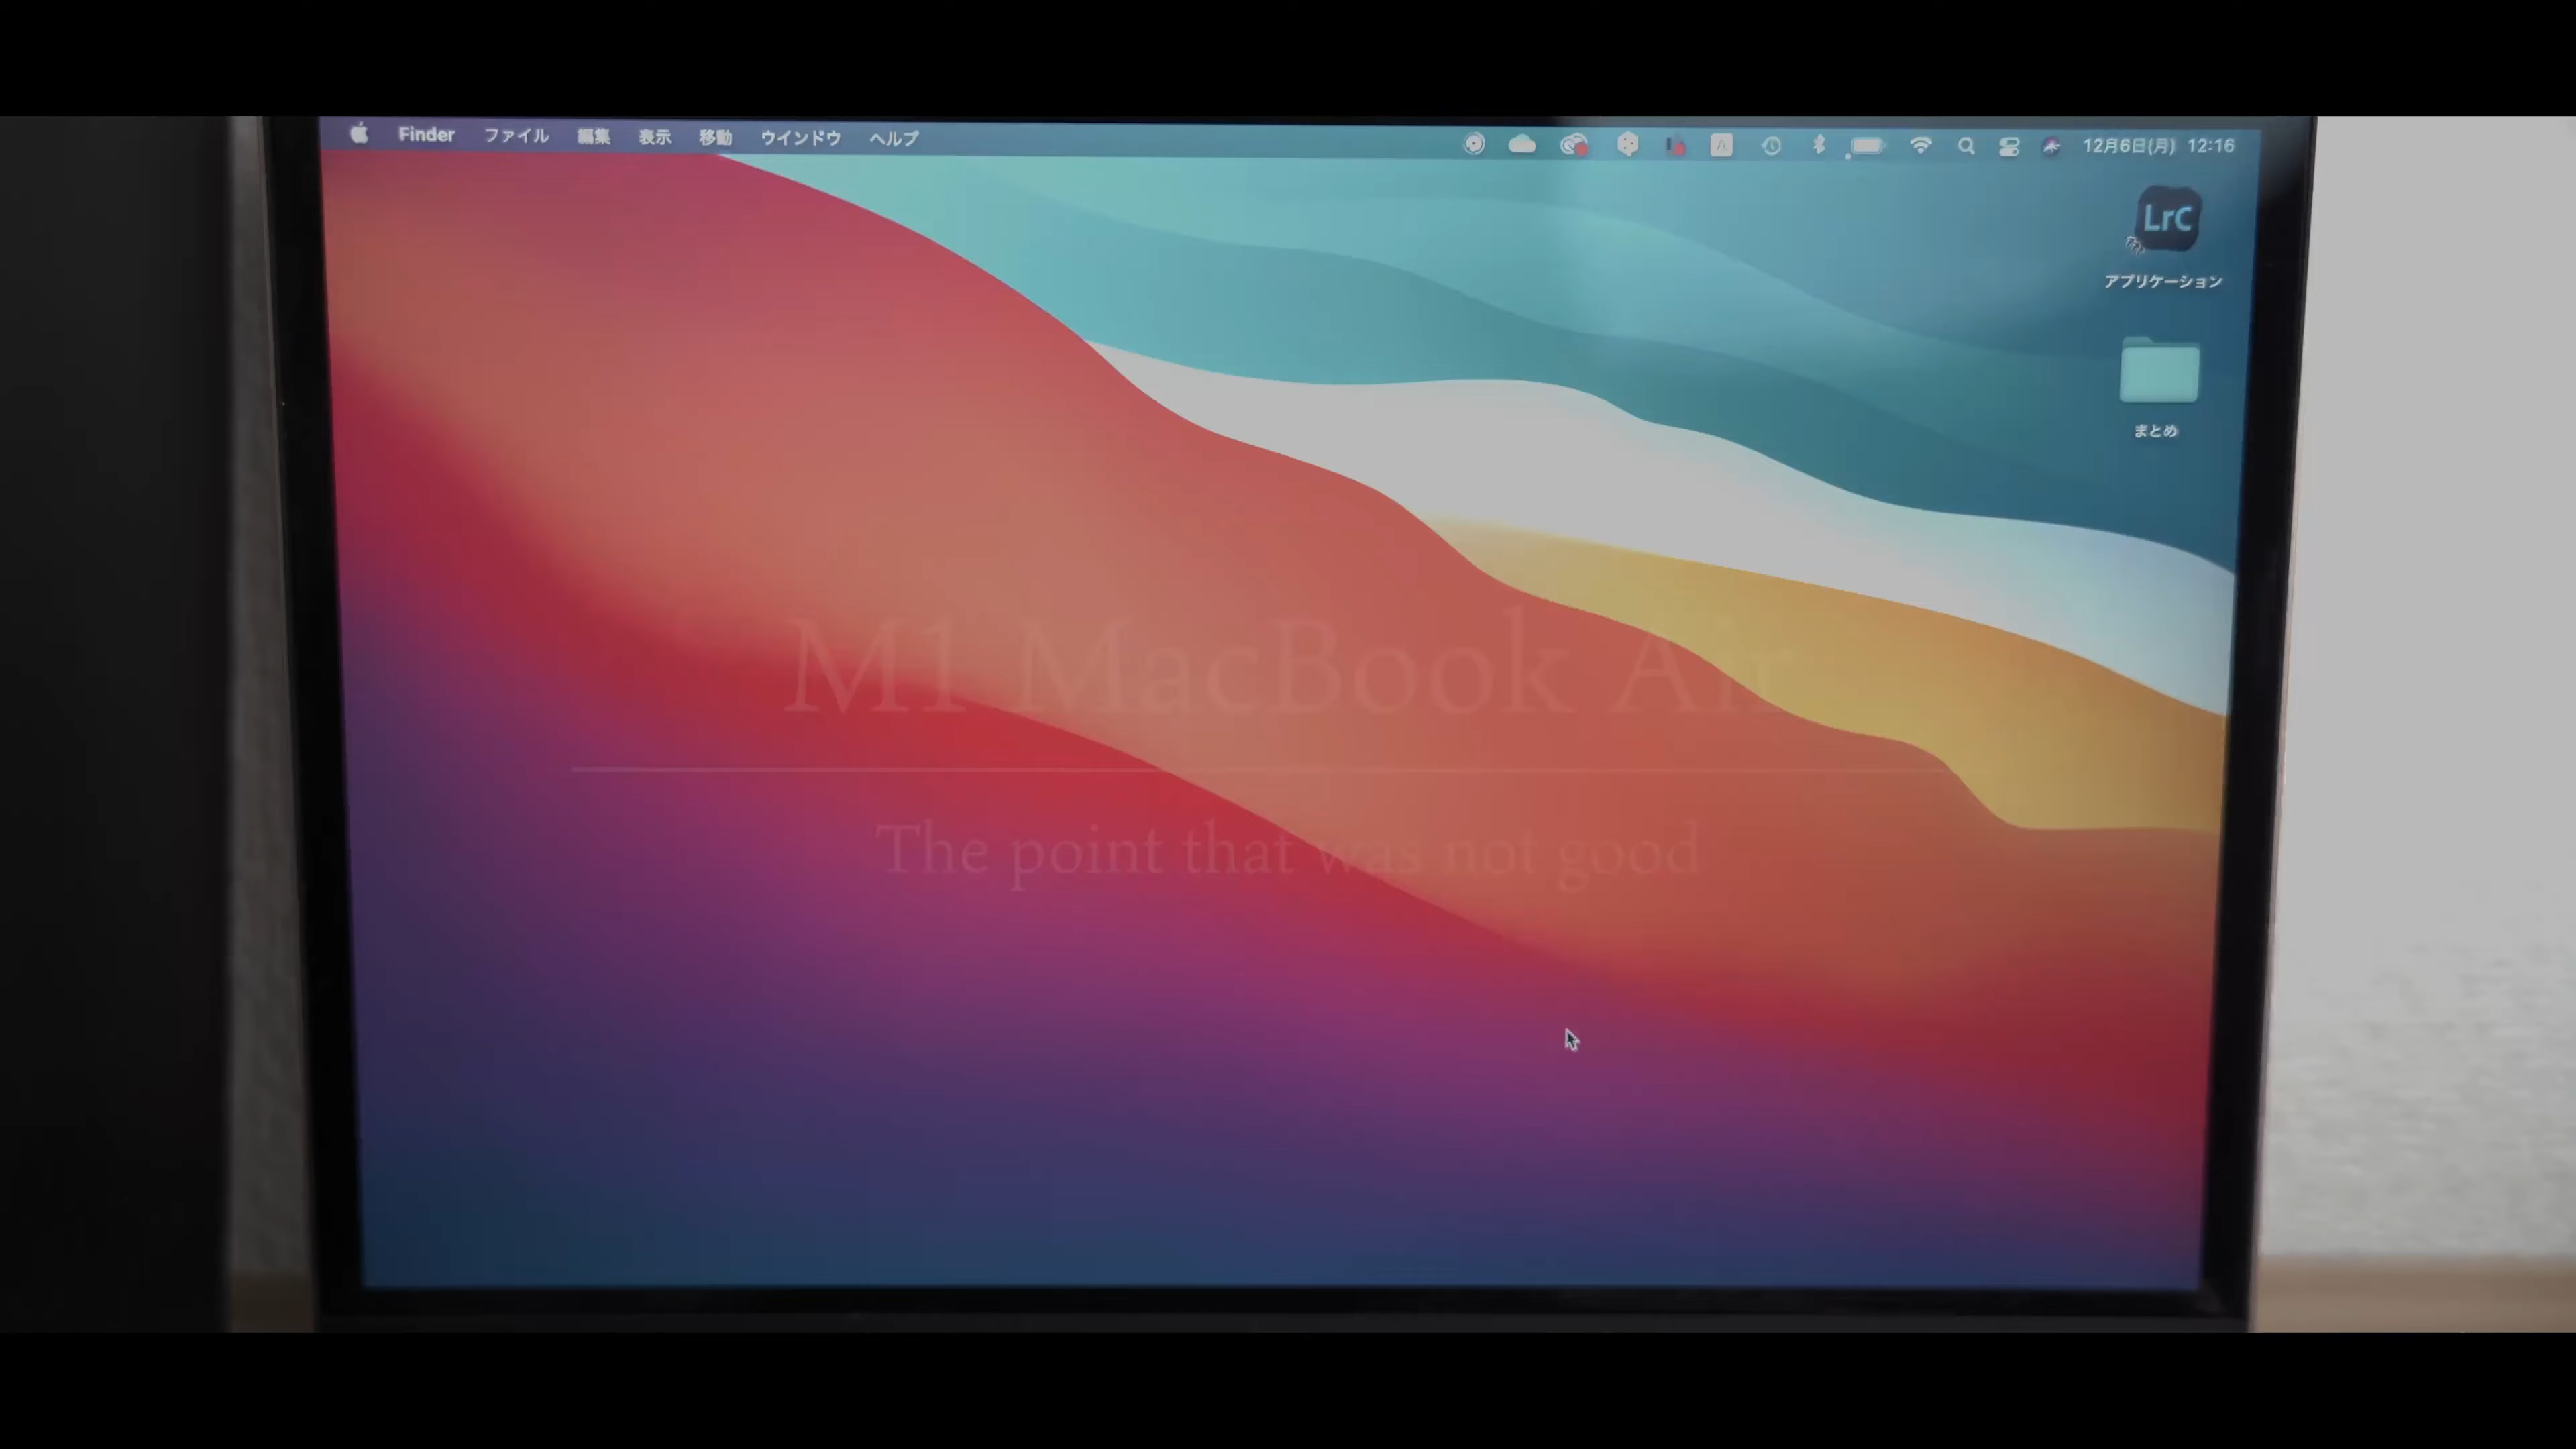 Finder ファイル 編集 表示 移動 ウインドウ ヘルプ A 12月6日(月) 12:16
LrC
アプリケーション
まとめ
M1 MacBook Air
The point that was not good